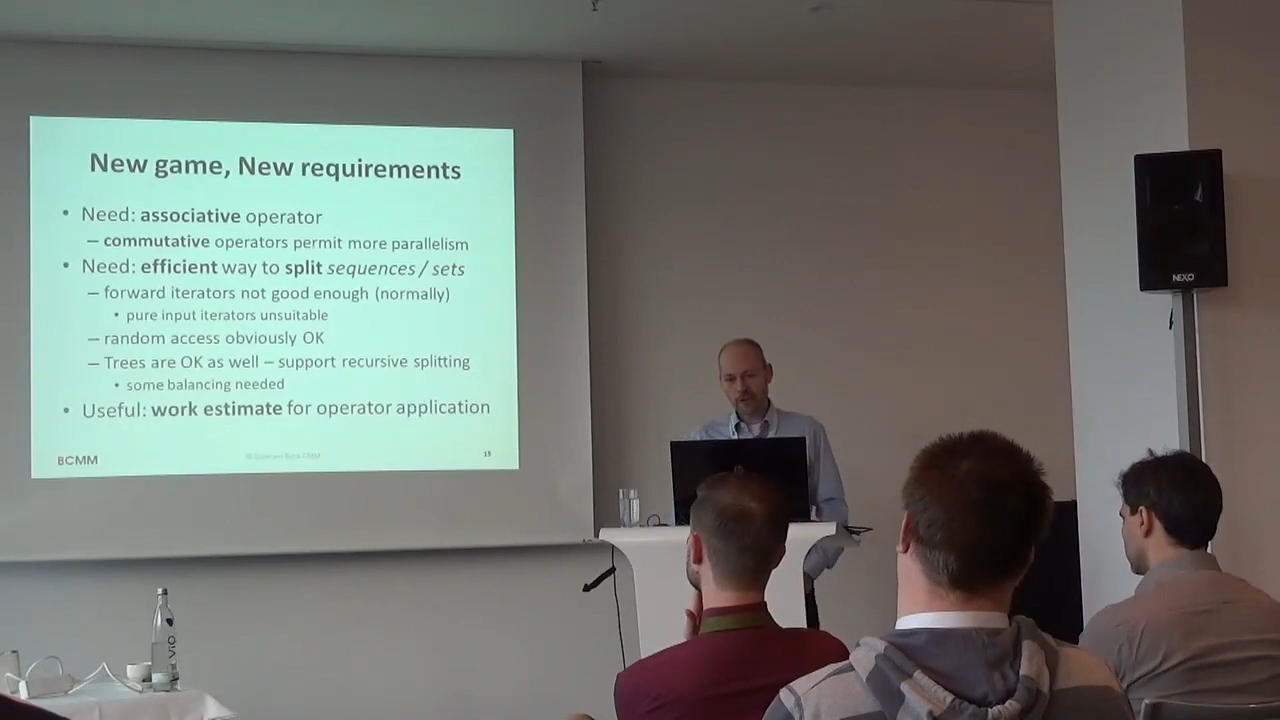 New game, New requirements
• Need: associative operator
– commutative operators permit more parallelism
• Need: efficient way to split sequences / sets
– forward iterators not good enough (normally)
• pure input iterators unsuitable
– random access obviously OK
– Trees are OK as well – support recursive splitting
• some balancing needed
• Useful: work estimate for operator application
BCMM
15
NEXO
VIO